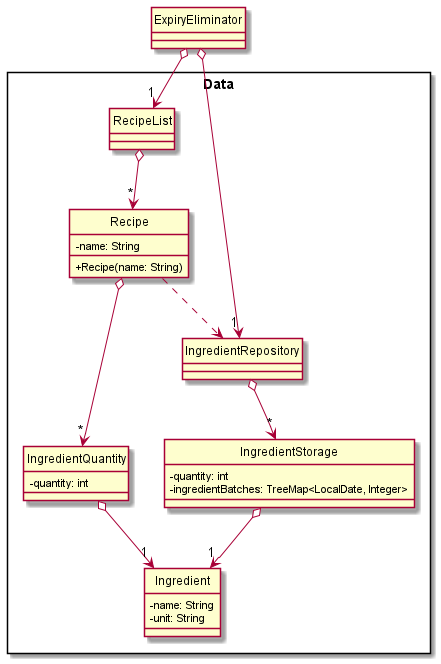 ExpiryEliminator
Data
1
RecipeList
*
Recipe
-name: String
+Recipe(name: String)
1
IngredientRepository
*
*
IngredientQuantity
-quantity: int
IngredientStorage
-quantity: int
-ingredientBatches: TreeMap<LocalDate, Integer>
1
1
Ingredient
-name: String
-unit: String